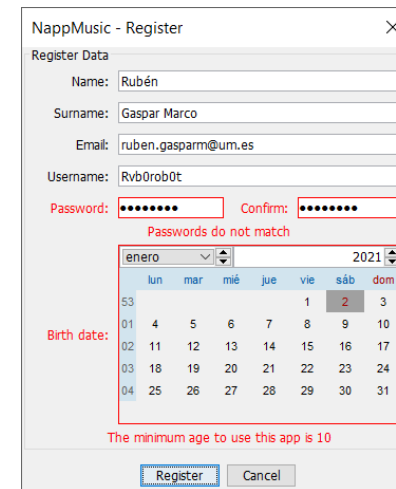 NappMusic - Register
Register Data
Name: Rubén
Surname: Gaspar Marco
Email: ruben.gasparm@um.es
Username: Rvb0rob0t
Password: •••••••• Confirm: ••••••••
Passwords do not match
enero 2021
lun mar mié jue vie sáb dom
53 1 2 3
01 4 5 6 7 8 9 10
Birth date:
02 11 12 13 14 15 16 17
03 18 19 20 21 22 23 24
04 25 26 27 28 29 30 31
The minimum age to use this app is 10
Register Cancel